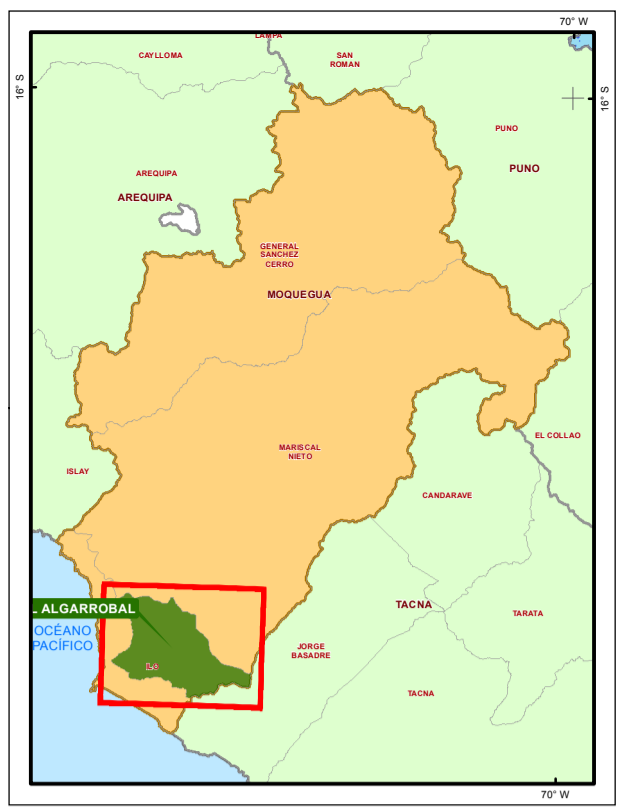 70° W
LAMPA
CAYLLOMA
SAN
ROMAN
16° S
16° S
PUNO
PUNO
AREQUIPA
AREQUIPA
GENERAL
SANCHEZ
CERRO
MOQUEGUA
EL COLLAO
MARISCAL
NIETO
ISLAY
CANDARAVE
L ALGARROBAL
TACNA
TARATA
OCÉANO
PACÍFICO
JORGE
BASADRE
ILO
TACNA
70° W